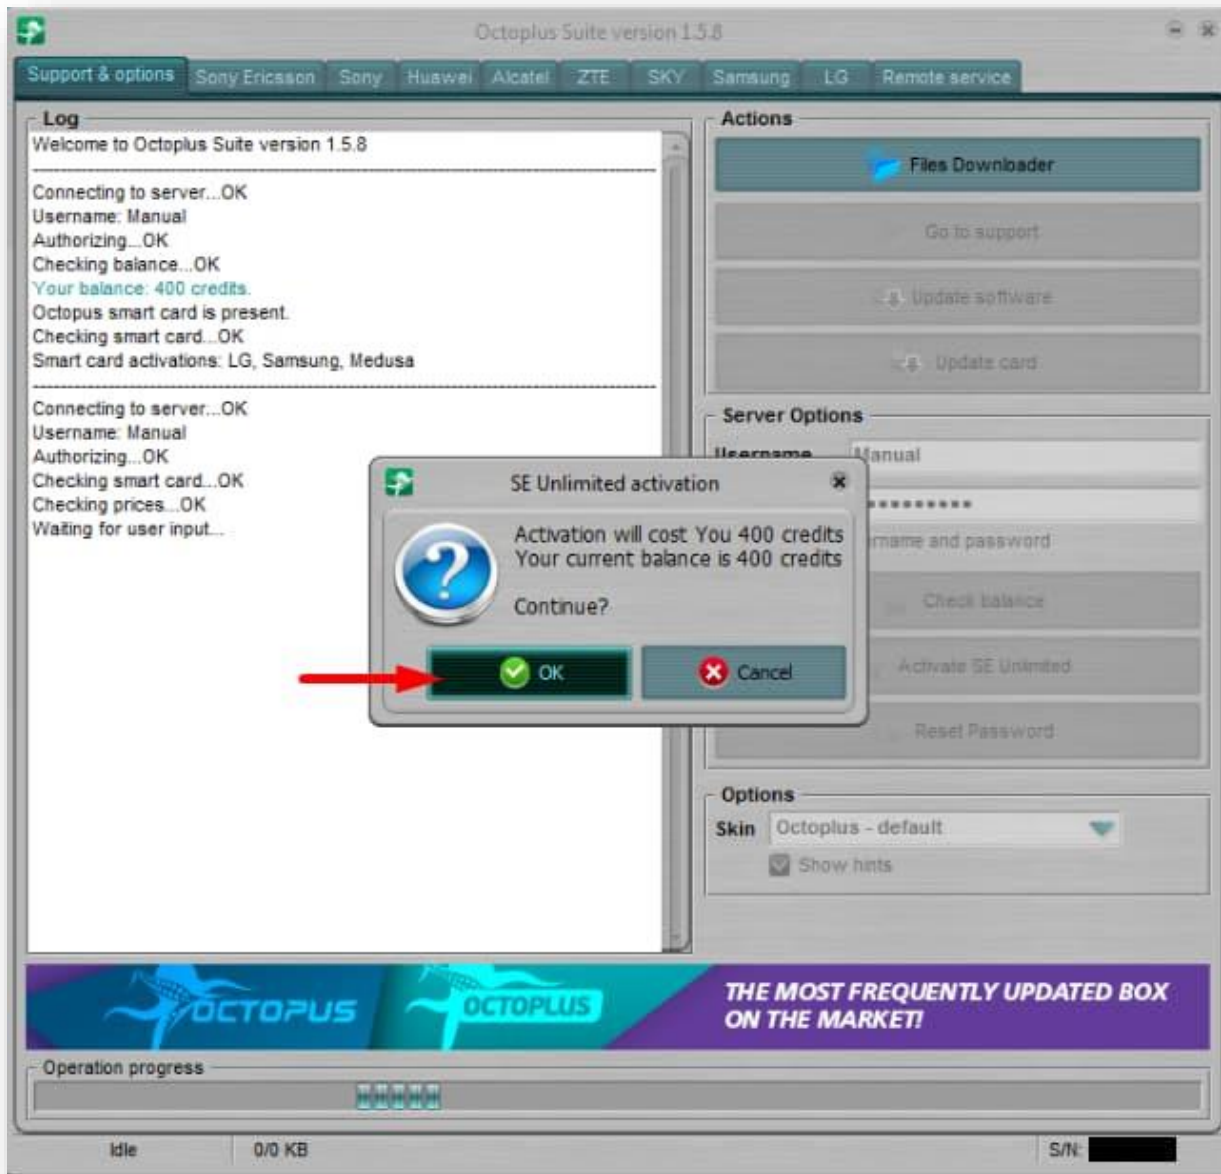 Octoplus Suite version 1.5.8
Support & options Sony Ericsson Sony Huawei Alcatel ZTE SKY Samsung LG Remote service
Log
Welcome to Octoplus Suite version 1.5.8
Connecting to server...OK
Username: Manual
Authorizing...OK
Checking balance...OK
Your balance: 400 credits.
Octopus smart card is present.
Checking smart card...OK
Smart card activations: LG, Samsung, Medusa
Connecting to server...OK
Username: Manual
Authorizing...OK
Checking smart card...OK
Checking prices...OK
Waiting for user input...
Actions
Files Downloader
Go to support
Update software
Update card
Server Options
Username Manual
and password
Check balance
Activate SE Unlimited
Reset Password
SE Unlimited activation
Activation will cost You 400 credits
Your current balance is 400 credits
Continue?
OK Cancel
Options
Skin Octoplus - default
Show hints
OCTOPUS OCTOPLUS
THE MOST FREQUENTLY UPDATED BOX
ON THE MARKET!
Operation progress
Idle 0/0 KB S/N: